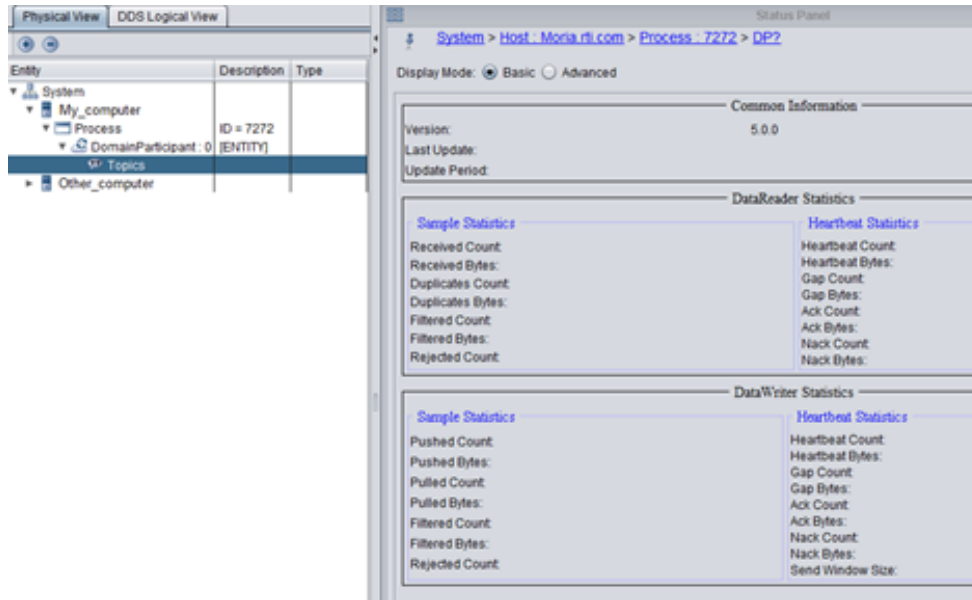 Physical View DDS Logical View
Entity Description Type
System
My_computer
Process ID = 7272
DomainParticipant : 0 [ENTITY]
Topics
Other_computer
Status Panel
System > Host : Moria.rti.com > Process : 7272 > DP?
Display Mode: Basic Advanced
Common Information
Version: 5.0.0
Last Update:
Update Period:
DataReader Statistics
Sample Statistics
Received Count:
Received Bytes:
Duplicates Count:
Duplicates Bytes:
Filtered Count:
Filtered Bytes:
Rejected Count:
Heartbeat Statistics
Heartbeat Count:
Heartbeat Bytes:
Gap Count:
Gap Bytes:
Ack Count:
Ack Bytes:
Nack Count:
Nack Bytes:
DataWriter Statistics
Sample Statistics
Pushed Count:
Pushed Bytes:
Pulled Count:
Pulled Bytes:
Filtered Count:
Filtered Bytes:
Rejected Count:
Heartbeat Statistics
Heartbeat Count:
Heartbeat Bytes:
Gap Count:
Gap Bytes:
Ack Count:
Ack Bytes:
Nack Count:
Nack Bytes:
Send Window Size: